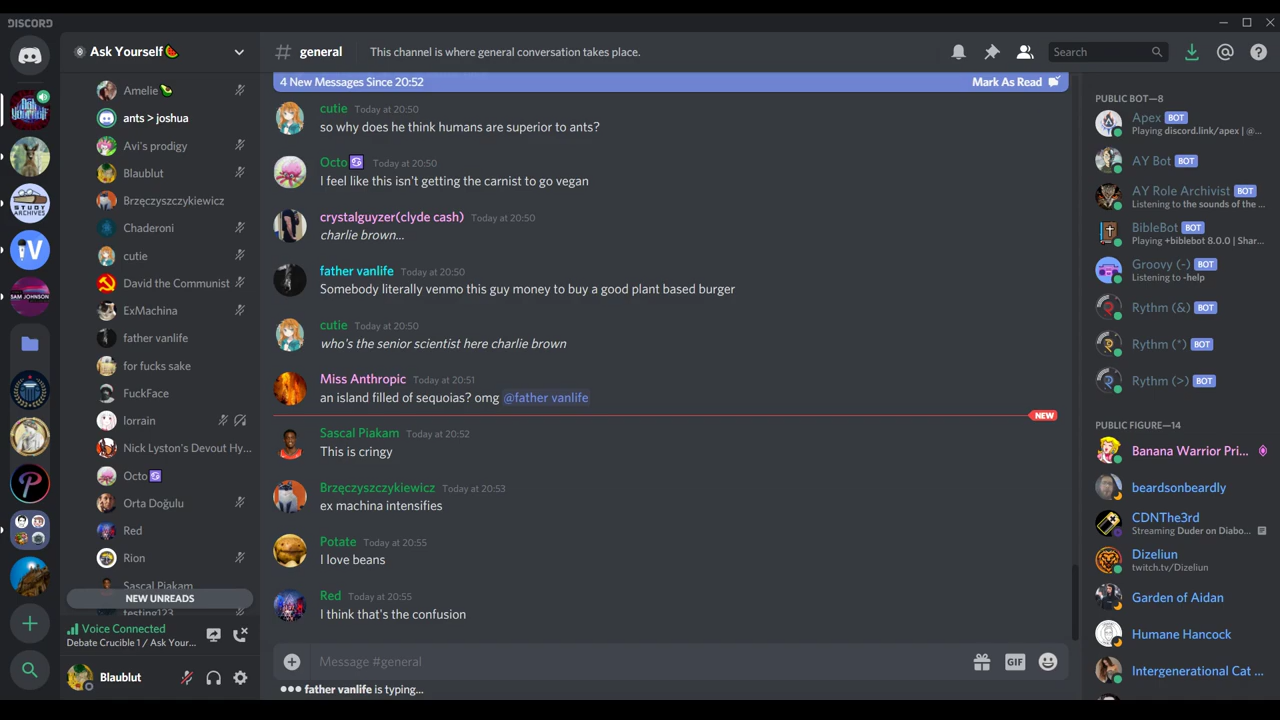 DISCORD
Ask Yourself
Amelie
ants > joshua
Avi's prodigy
Blaublut
Brzęczyszczykiewicz
Chaderoni
cutie
David the Communist
ExMachina
father vanlife
for fucks sake
FuckFace
lorrain
Nick Lyston's Devout Hy...
Octo
Orta Doğulu
Red
Rion
Sascal Piakam
NEW UNREADS
testing123
Voice Connected
Debate Crucible 1 / Ask Your...
Blaublut
STUDY
ARCHIVES
SAM JOHNSON
# general
This channel is where general conversation takes place.
Search
4 New Messages Since 20:52
Mark As Read
cutie Today at 20:50
so why does he think humans are superior to ants?
Octo Today at 20:50
I feel like this isn't getting the carnist to go vegan
crystalguyzer(clyde cash) Today at 20:50
charlie brown...
father vanlife Today at 20:50
Somebody literally venmo this guy money to buy a good plant based burger
cutie Today at 20:50
who's the senior scientist here charlie brown
Miss Anthropic Today at 20:51
an island filled of sequoias? omg @father vanlife
NEW
Sascal Piakam Today at 20:52
This is cringy
Brzęczyszczykiewicz Today at 20:53
ex machina intensifies
Potate Today at 20:55
I love beans
Red Today at 20:55
I think that's the confusion
Message #general
GIF
father vanlife is typing...
PUBLIC BOT—8
Apex BOT
Playing discord.link/apex | @...
AY Bot BOT
AY Role Archivist BOT
Listening to the sounds of the ...
BibleBot BOT
Playing +biblebot 8.0.0 | Shar...
Groovy (-) BOT
Listening to -help
Rythm (&) BOT
Rythm (*) BOT
Rythm (>) BOT
PUBLIC FIGURE—14
Banana Warrior Pri...
beardsonbeardly
CDNThe3rd
Streaming Duder on Diabo...
Dizeliun
twitch.tv/Dizeliun
Garden of Aidan
Humane Hancock
Intergenerational Cat ...